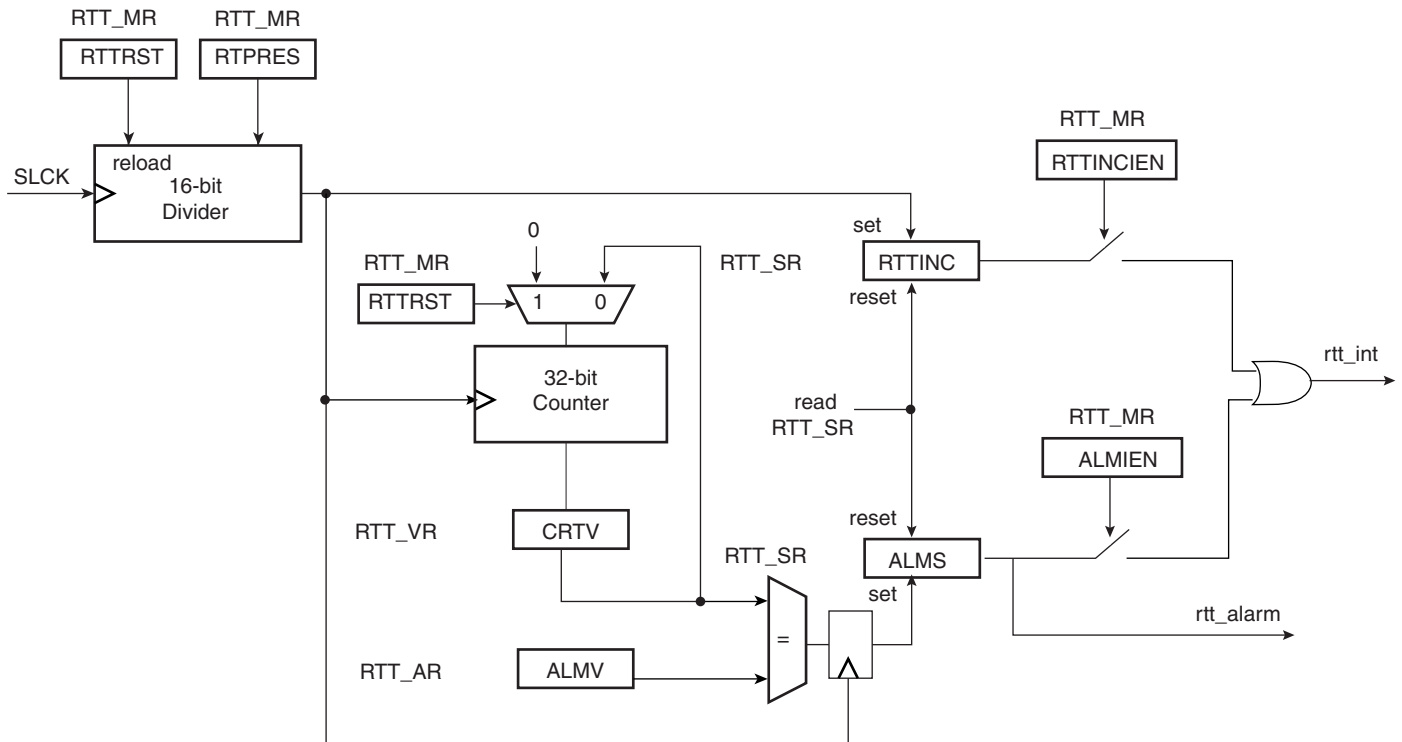 RTT_MR
RTT_MR
RTTRST
RTPRES
SLCK
reload
16-bit
Divider
RTT_MR
RTTINCIEN
0
set
RTT_MR
RTT_SR
RTTINC
RTTRST
1 0
reset
32-bit
Counter
rtt_int
read
RTT_SR
RTT_MR
ALMIEN
reset
RTT_VR
CRTV
RTT_SR
ALMS
set
rtt_alarm
=
RTT_AR
ALMV